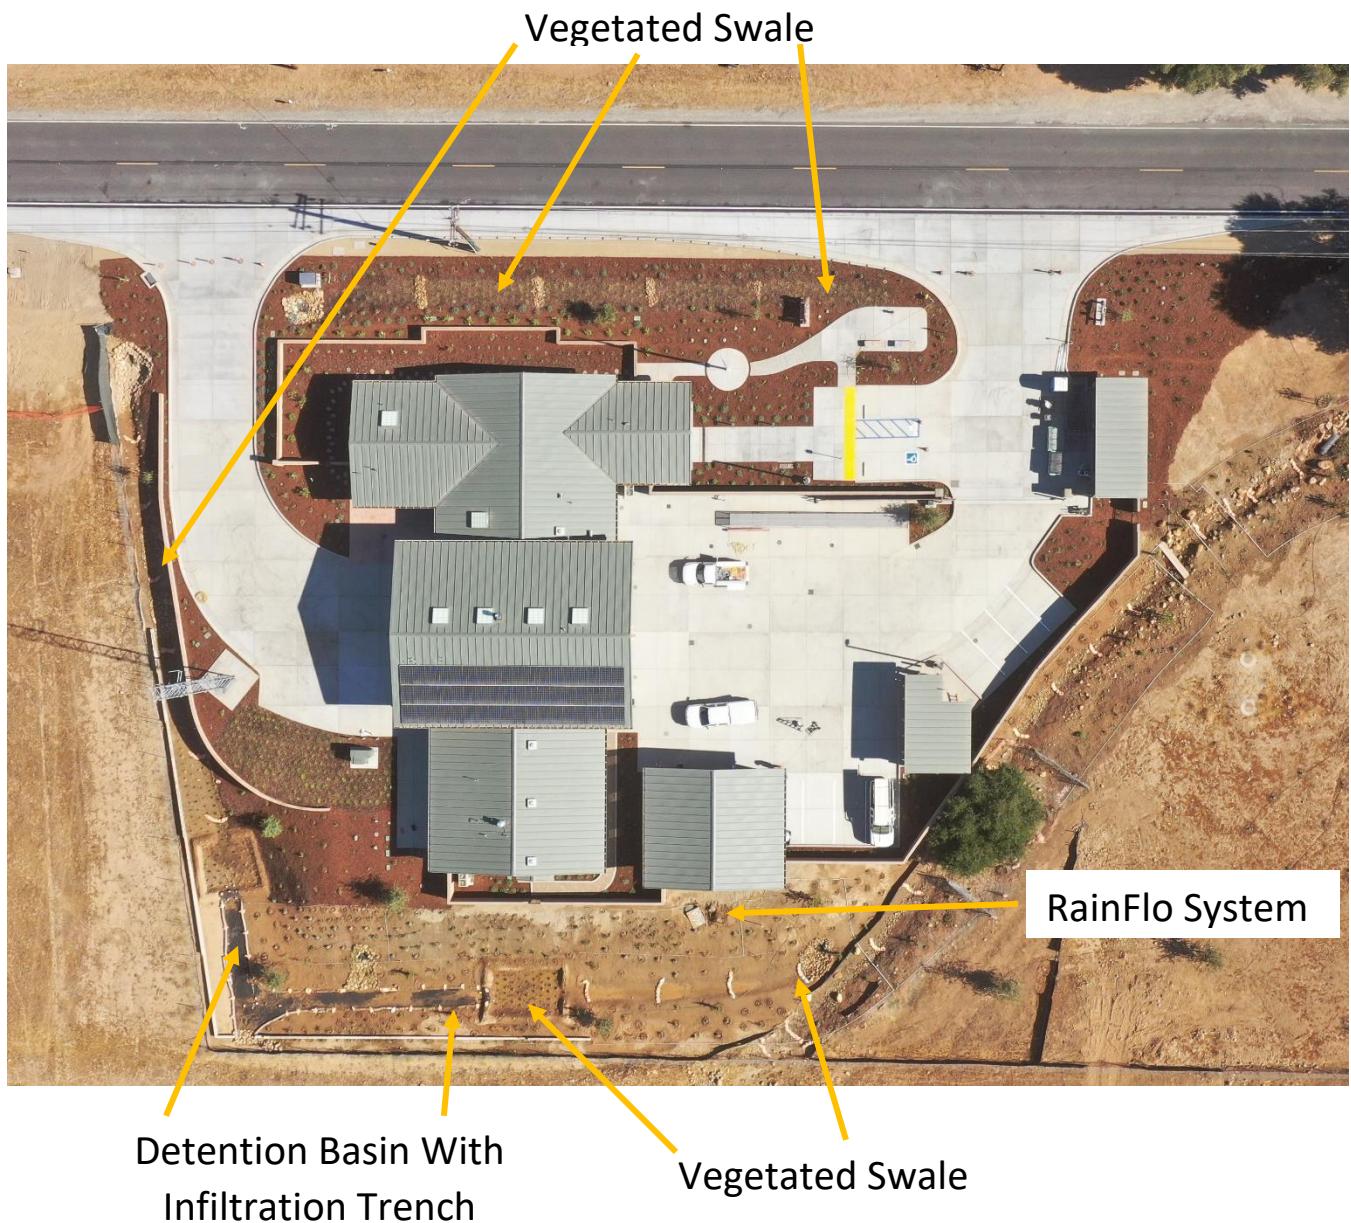 Vegetated Swale
RainFlo System
Detention Basin With
Infiltration Trench
Vegetated Swale